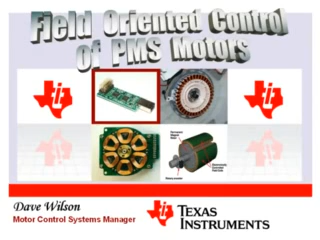 Field Oriented Control
Of PMS Motors
Dave Wilson
Motor Control Systems Manager
TEXAS
INSTRUMENTS